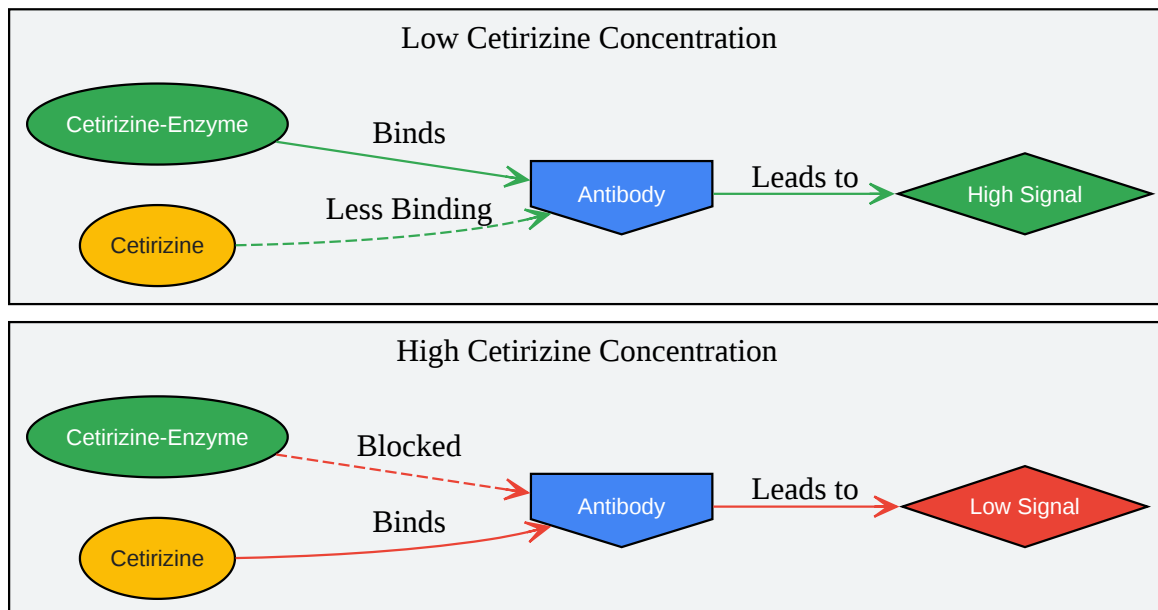 Low Cetirizine Concentration
Cetirizine-Enzyme
Binds
Less Binding
Cetirizine
Antibody
Leads to
High Signal
High Cetirizine Concentration
Cetirizine-Enzyme
Blocked
Binds
Cetirizine
Antibody
Leads to
Low Signal